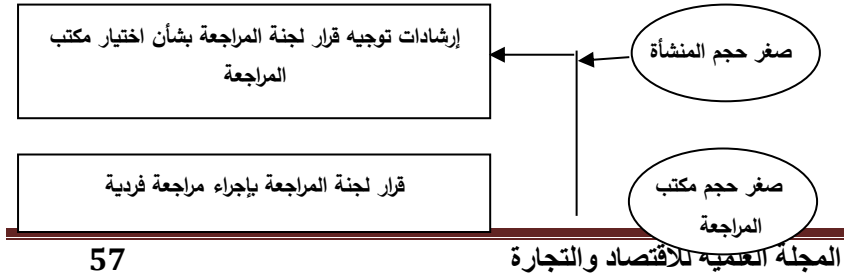 صغر حجم المنشأة
إرشادات توجيه قرار لجنة المراجعة بشأن اختيار مكتب
المراجعة
صغر حجم مكتب
المراجعة
قرار لجنة المراجعة بإجراء مراجعة فردية
المجلة العلمية للاقتصاد والتجارة
57